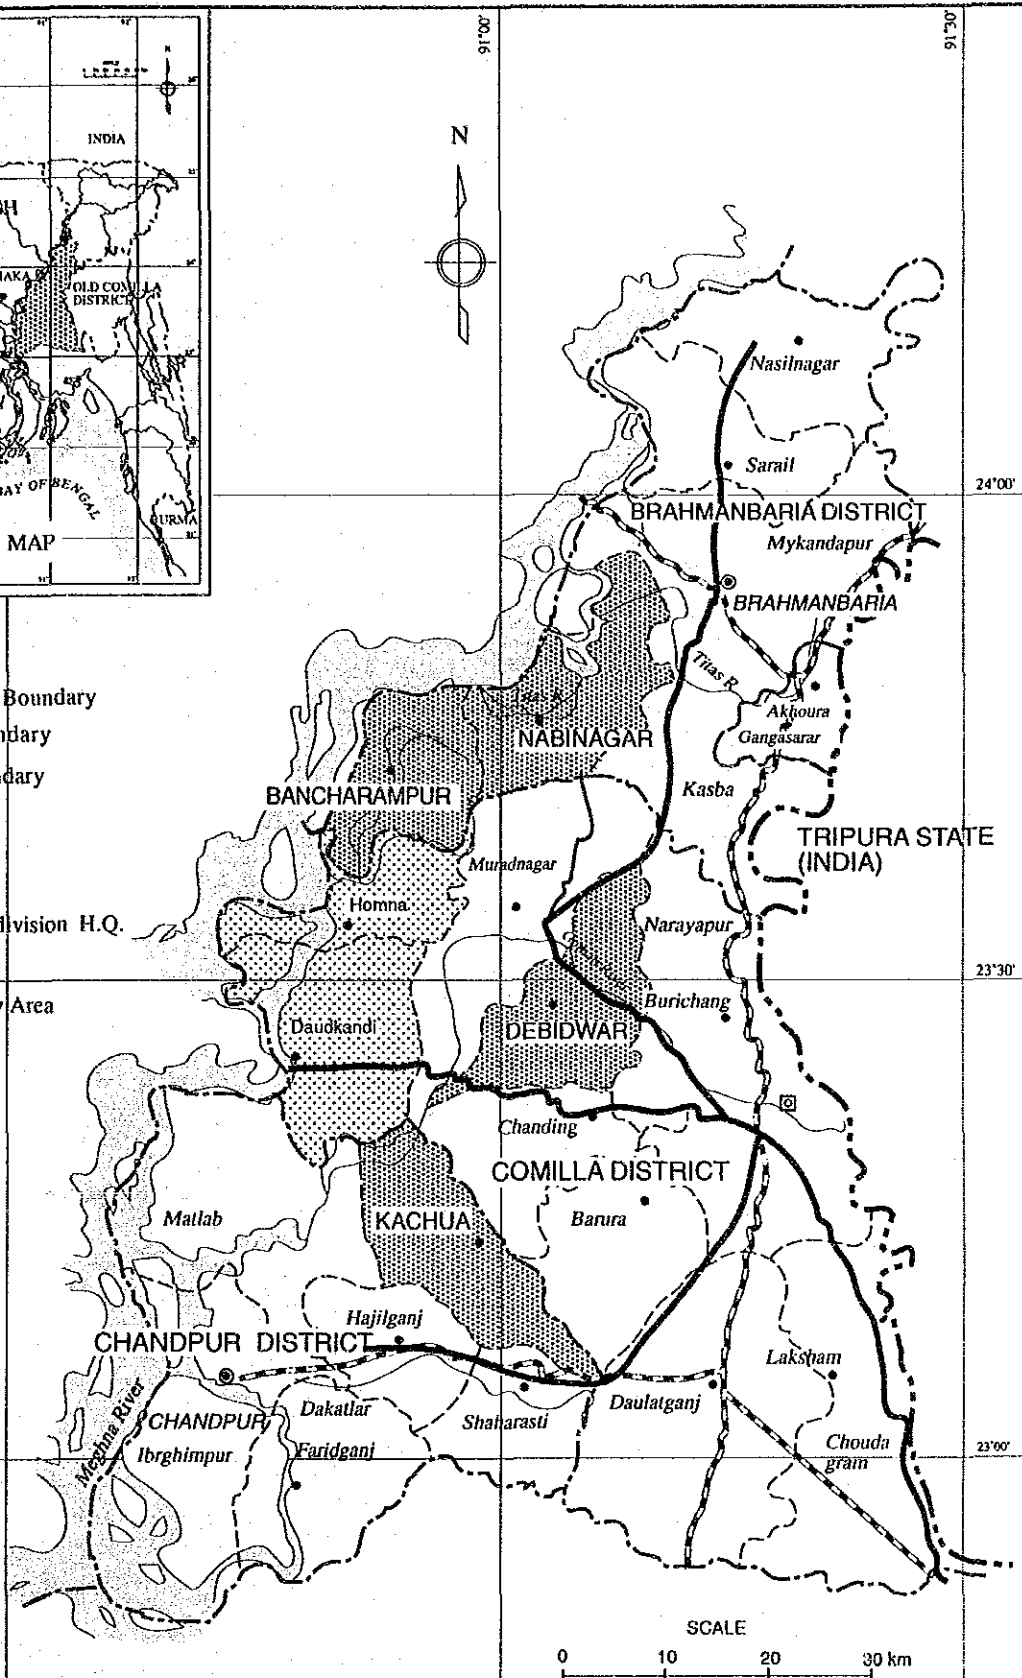 91°00'
91°30'
N
N
INDIA
OLD COMILLA
DISTRICT
BAY OF BENGAL
BURMA
MAP
Nasilnagar
Sarail
24°00'
BRAHMANBARIA DISTRICT
Mykandapur
BRAHMANBARIA
Titas R.
Boundary
Akhoura
NABINAGAR
Gangasarar
BANCHARAMPUR
Kasba
TRIPURA STATE
(INDIA)
Muradnagar
Homna
Narayapur
H.Q.
23°30'
Area
Burichang
Daudkandi
DEBIDWAR
Chanding
COMILLA DISTRICT
Matlab
KACHUA
Barura
Hajilganj
CHANDPUR DISTRICT
Laksham
Meghna River
Dakatlar
Daulatganj
CHANDPUR
Shaharasti
Ibrghimpur
Faridganj
Chouda
gram
23°00'
SCALE
0 10 20 30 km